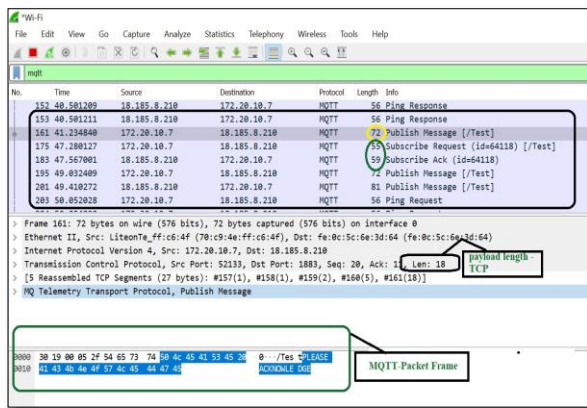 *Wi-Fi
File Edit View Go Capture Analyze Statistics Telephony Wireless Tools Help
mqtt
No. Time Source Destination Protocol Length Info
152 40.501209 18.185.8.210 172.20.10.7 MQTT 56 Ping Response
153 40.501211 18.185.8.210 172.20.10.7 MQTT 56 Ping Response
161 41.234840 172.20.10.7 18.185.8.210 MQTT 72 Publish Message [/Test]
175 47.280127 172.20.10.7 18.185.8.210 MQTT 55 Subscribe Request (id=64118) [/Test]
183 47.567001 18.185.8.210 172.20.10.7 MQTT 59 Subscribe Ack (id=64118)
195 49.032409 172.20.10.7 18.185.8.210 MQTT 72 Publish Message [/Test]
201 49.410272 18.185.8.210 172.20.10.7 MQTT 81 Publish Message [/Test]
203 50.052028 172.20.10.7 18.185.8.210 MQTT 56 Ping Request
Frame 161: 72 bytes on wire (576 bits), 72 bytes captured (576 bits) on interface 0
Ethernet II, Src: LiteonTe_ff:c6:4f (70:c9:4e:ff:c6:4f), Dst: fe:0c:5c:6e:3d:64 (fe:0c:5c:6e:3d:64)
Internet Protocol Version 4, Src: 172.20.10.7, Dst: 18.185.8.210
Transmission Control Protocol, Src Port: 52133, Dst Port: 1883, Seq: 20, Ack: 11, Len: 18
payload length - TCP
[5 Reassembled TCP Segments (27 bytes): #157(1), #158(1), #159(2), #160(5), #161(18)]
MQ Telemetry Transport Protocol, Publish Message
0000 30 19 00 05 2f 54 65 73 74 50 4c 45 41 53 45 20 0···/Tes tPLEASE
0010 41 43 4b 4e 4f 57 4c 45 44 47 45 ACKNOWLE DGE
MQTT-Packet Frame